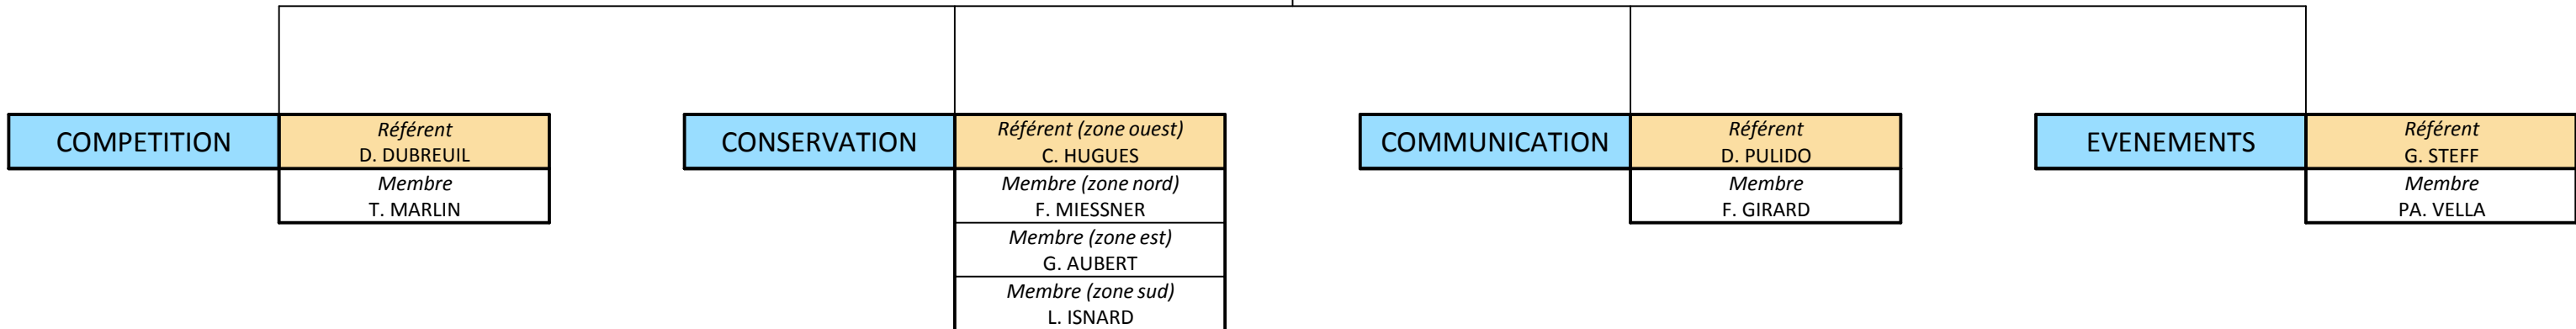 COMPETITION
Référent
D. DUBREUIL
Membre
T. MARLIN
CONSERVATION
Référent (zone ouest)
C. HUGUES
Membre (zone nord)
F. MIESSNER
Membre (zone est)
G. AUBERT
Membre (zone sud)
L. ISNARD
COMMUNICATION
Référent
D. PULIDO
Membre
F. GIRARD
EVENEMENTS
Référent
G. STEFF
Membre
PA. VELLA